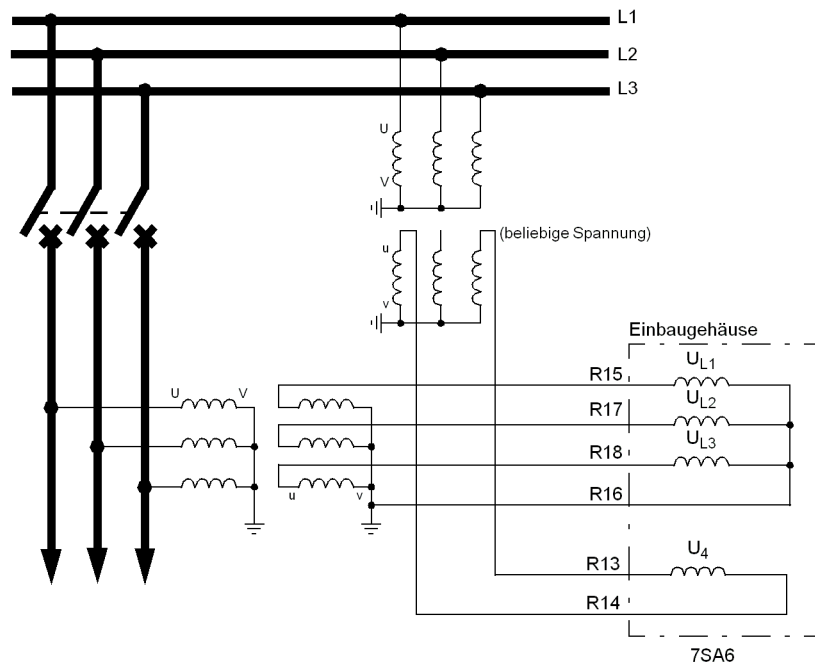 L1
L2
L3
U
V
(beliebige Spannung)
u
v
Einbaugehäuse
R15
UL1
U V
R17
UL2
R18
UL3
u v
R16
R13
U4
R14
7SA6